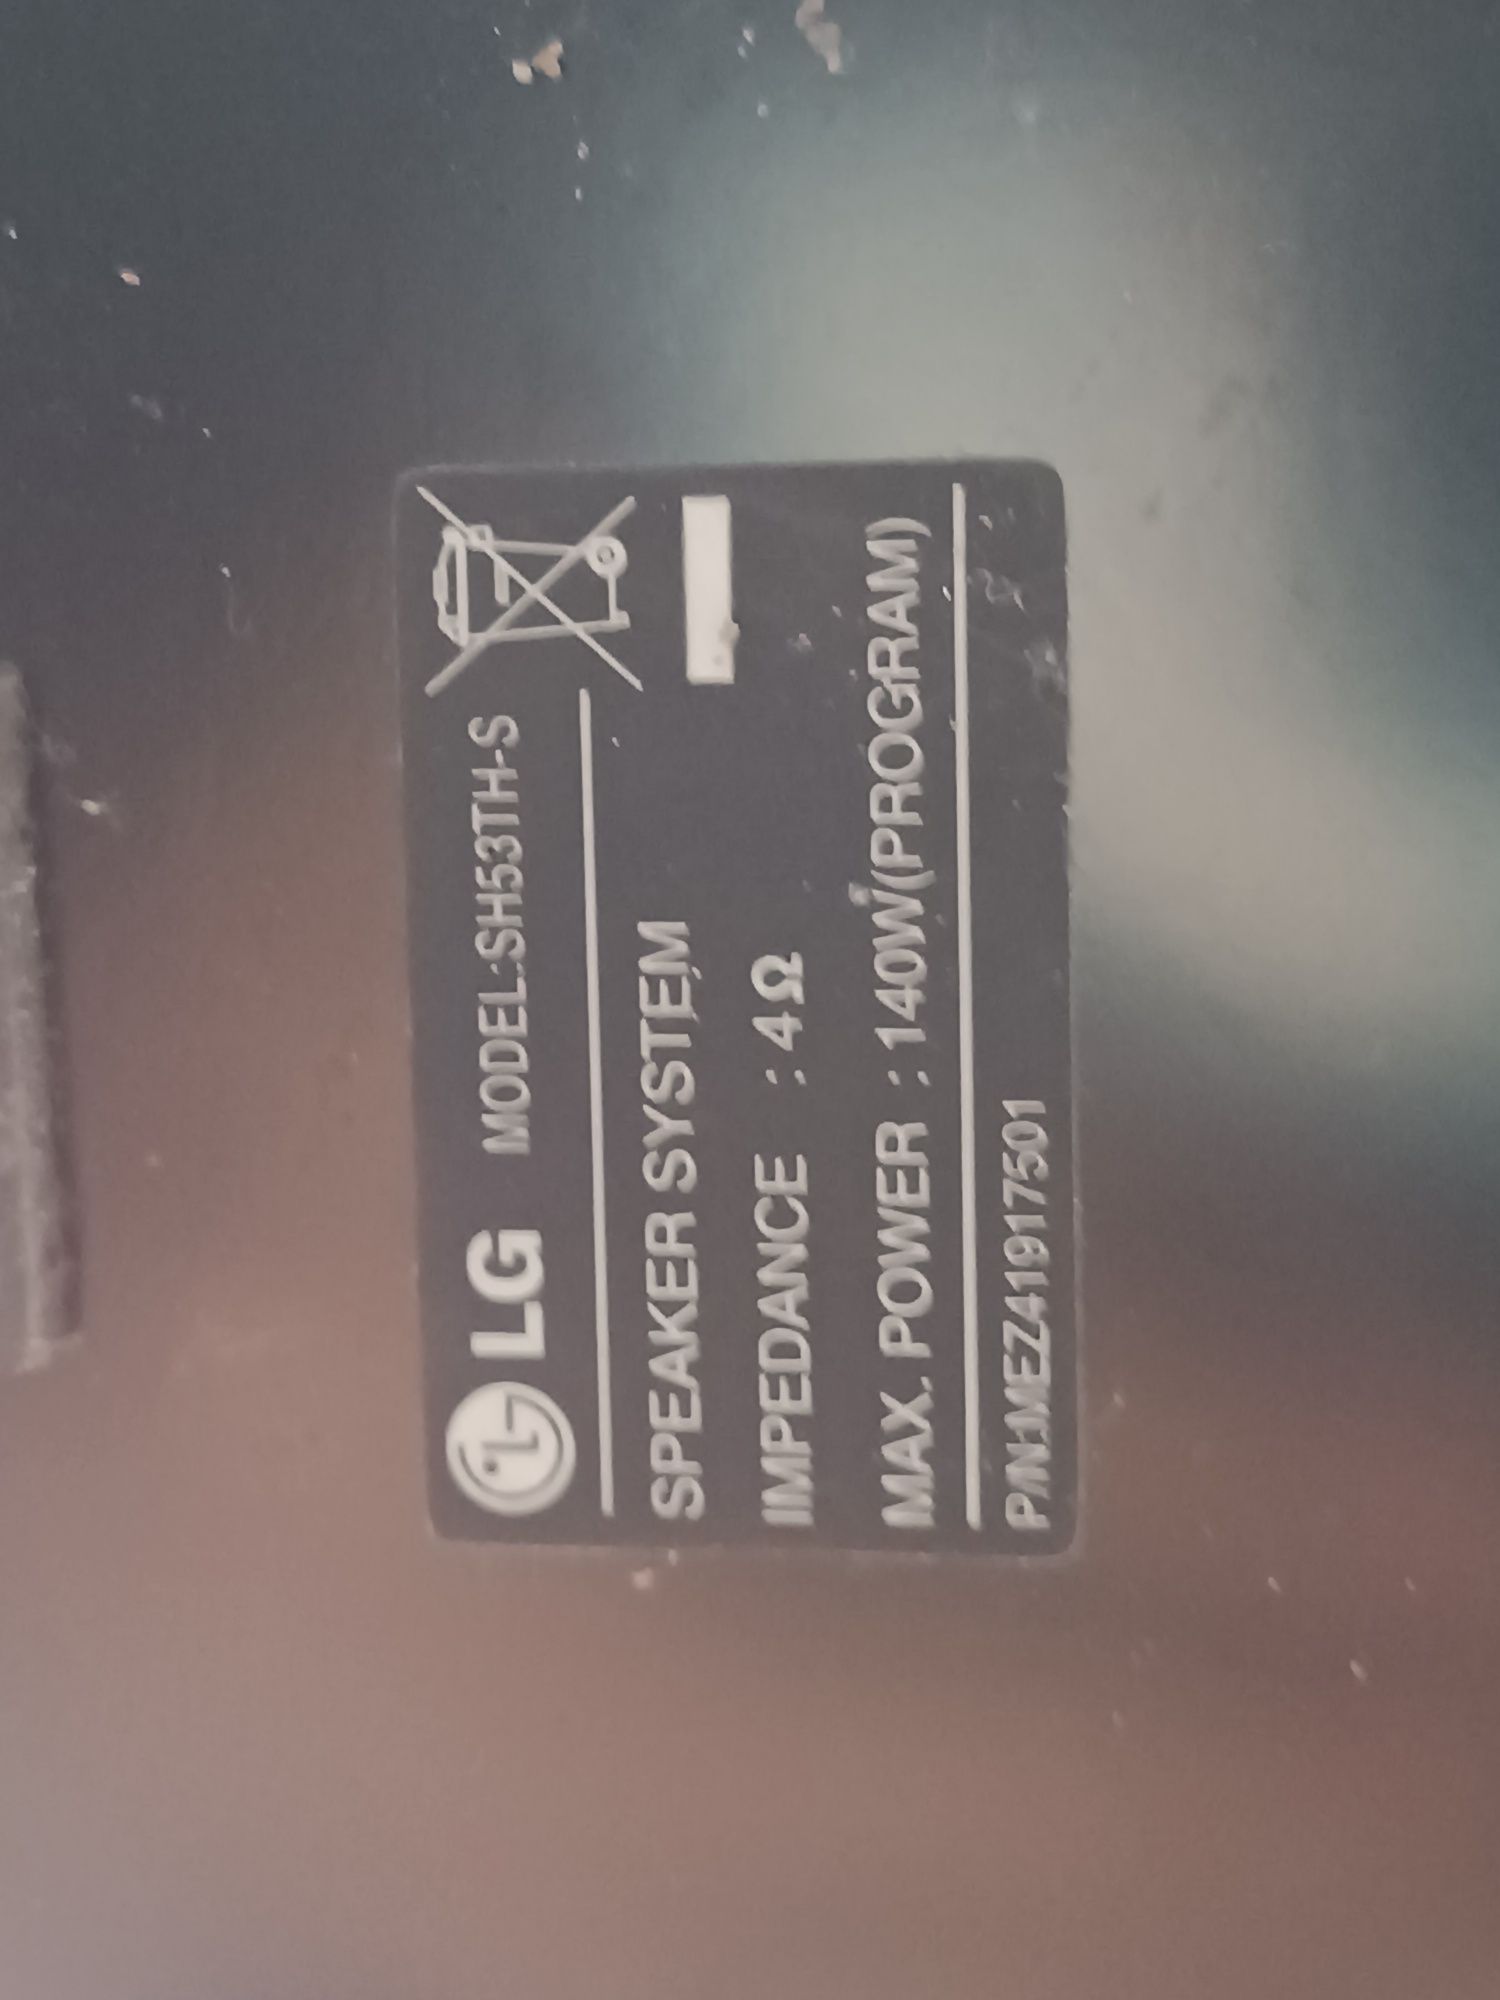 LG MODEL:SH53TH-S
SPEAKER SYSTEM
IMPEDANCE : 4Ω
MAX. POWER : 140W(PROGRAM)
P/N:MEZ41917501